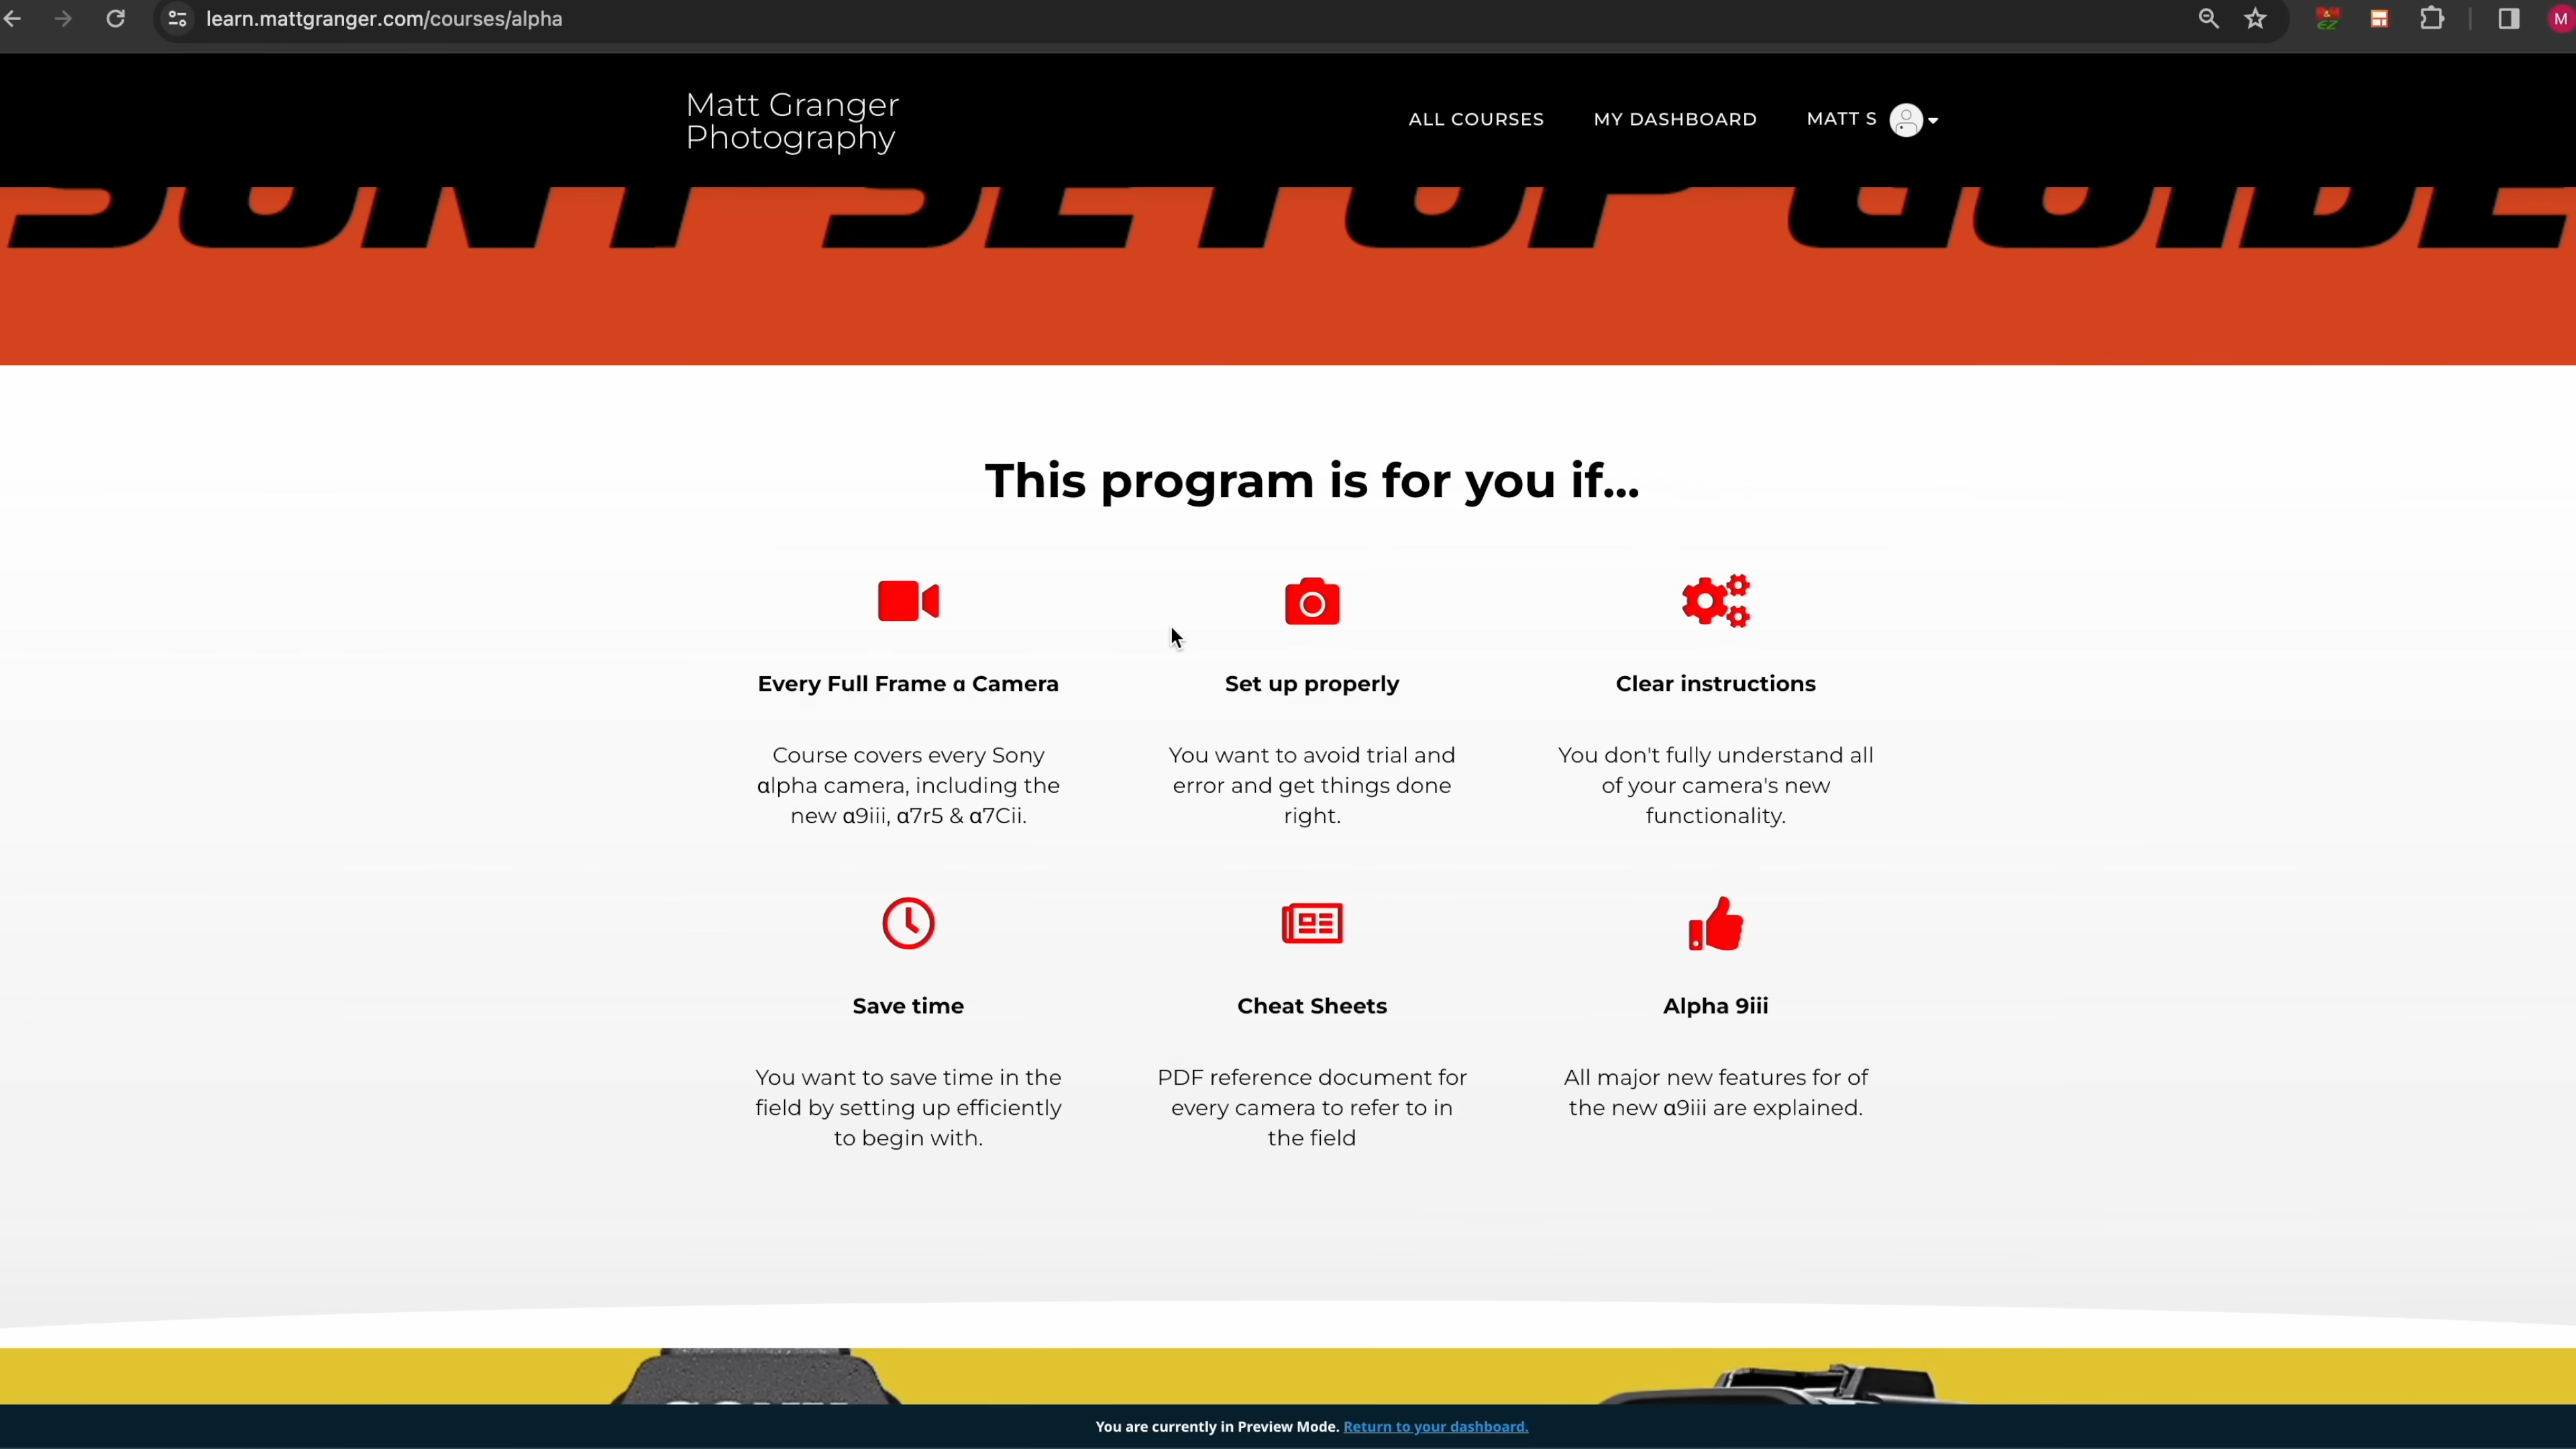 learn.mattgranger.com/courses/alpha
EZ
M
Matt Granger
Photography
ALL COURSES
MY DASHBOARD
MATT S
SONY SETUP GUIDE
This program is for you if...
Every Full Frame α Camera
Course covers every Sony
αlpha camera, including the
new α9iii, α7r5 & α7Cii.
Set up properly
You want to avoid trial and
error and get things done
right.
Clear instructions
You don't fully understand all
of your camera's new
functionality.
Save time
You want to save time in the
field by setting up efficiently
to begin with.
Cheat Sheets
PDF reference document for
every camera to refer to in
the field
Alpha 9iii
All major new features for of
the new α9iii are explained.
You are currently in Preview Mode. Return to your dashboard.